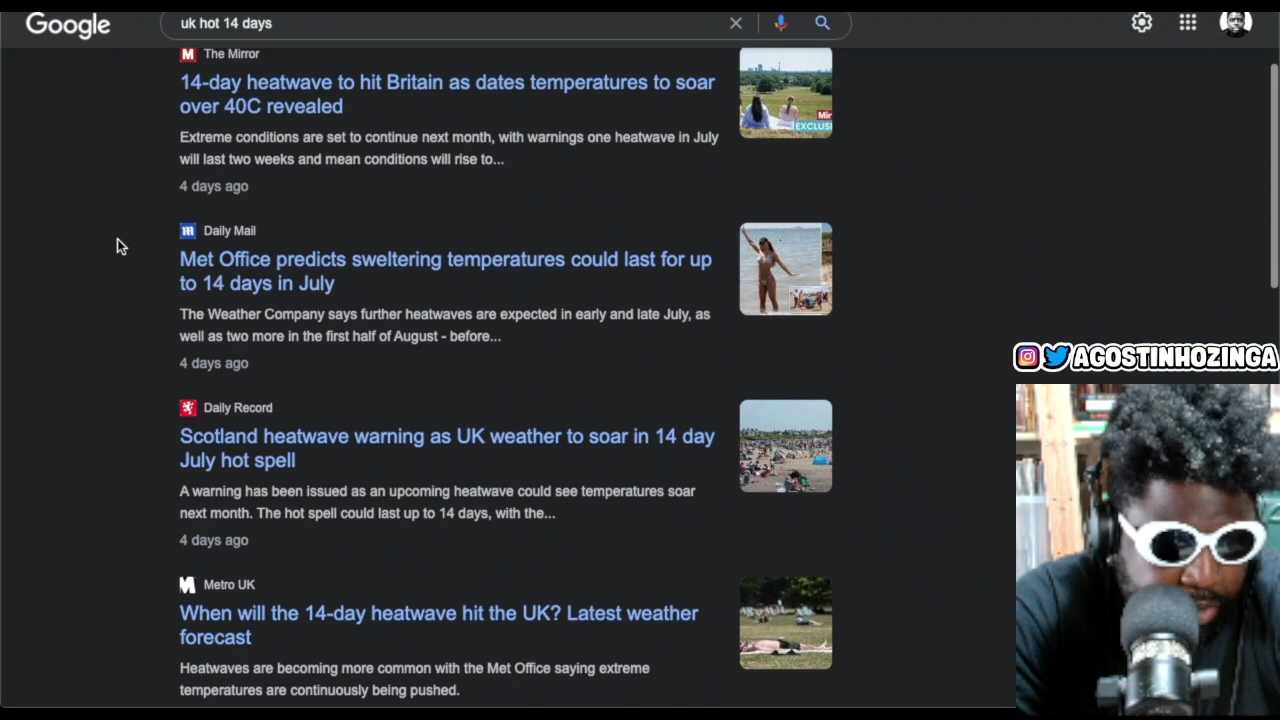 Google
uk hot 14 days
The Mirror
14-day heatwave to hit Britain as dates temperatures to soar
over 40C revealed
Extreme conditions are set to continue next month, with warnings one heatwave in July
will last two weeks and mean conditions will rise to...
4 days ago
Mir
EXCLUSI
Daily Mail
Met Office predicts sweltering temperatures could last for up
to 14 days in July
The Weather Company says further heatwaves are expected in early and late July, as
well as two more in the first half of August - before...
4 days ago
AGOSTINHOZINGA
Daily Record
Scotland heatwave warning as UK weather to soar in 14 day
July hot spell
A warning has been issued as an upcoming heatwave could see temperatures soar
next month. The hot spell could last up to 14 days, with the...
4 days ago
Metro UK
When will the 14-day heatwave hit the UK? Latest weather
forecast
Heatwaves are becoming more common with the Met Office saying extreme
temperatures are continuously being pushed.